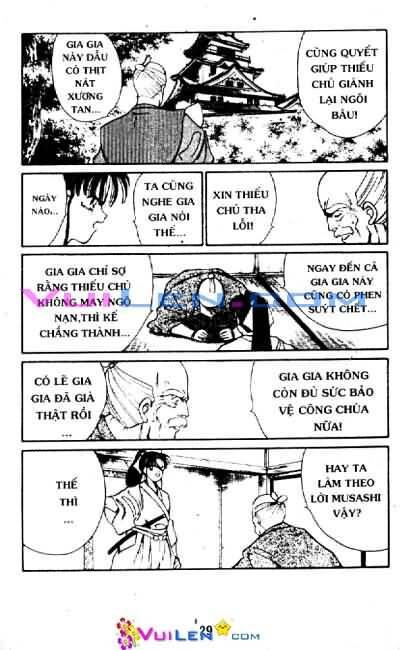 GIA GIA
NÀY DẪU
CÓ THỊT
NÁT
XƯƠNG
TAN...
CŨNG QUYẾT
GIÚP THIẾU
CHỦ GIÀNH
LẠI NGÔI
BÁU!
NGÀY
NÀO...
TA CŨNG
NGHE GIA
GIA NÓI
THẾ...
XIN THIẾU
CHỦ THA
LỖI!
GIA GIA CHỈ SỢ
RẰNG THIẾU CHỦ
KHÔNG MAY NGỘ
NẠN,THÌ KẾ
CHẲNG THÀNH...
NGAY ĐẾN CẢ
GIA GIA NÀY
CŨNG CÓ PHEN
SUÝT CHẾT...
VUILEN.COM
CÓ LẼ GIA
GIA ĐÃ GIÀ
THẬT RỒI
...
GIA GIA KHÔNG
CÒN ĐỦ SỨC BẢO
VỆ CÔNG CHÚA
NỮA!
THẾ
THÌ
...
HAY TA
LÀM THEO
LỜI MUSASHI
VẬY?
29
VUILEN.COM